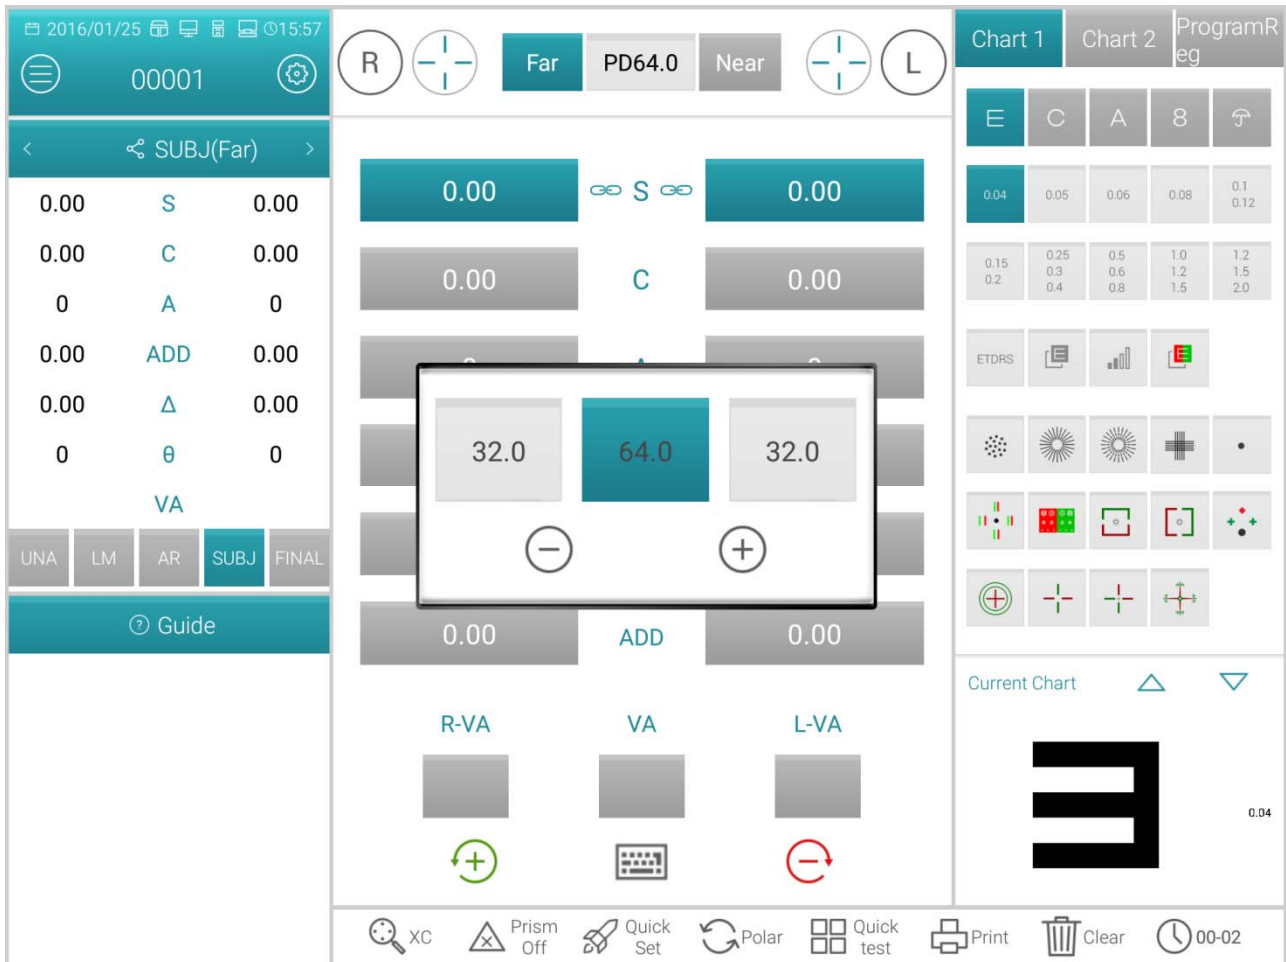 2016/01/25 15:57
00001
SUBJ(Far)
0.00 S 0.00
0.00 C 0.00
0 A 0
0.00 ADD 0.00
0.00 Δ 0.00
0 θ 0
VA
UNA LM AR SUBJ FINAL
Guide
R Far PD64.0 Near L
0.00 S 0.00
0.00 C 0.00
32.0 64.0 32.0
0.00 ADD 0.00
R-VA VA L-VA
XC
Prism
Off
Quick
Set
Polar
Quick
test
Print
Clear
00-02
Chart 1 Chart 2
ProgramR
eg
E C A 8
0.04 0.05 0.06 0.08
0.1
0.12
0.15
0.2
0.25
0.3
0.4
0.5
0.6
0.8
1.0
1.2
1.5
1.2
1.5
2.0
ETDRS
Current Chart
0.04